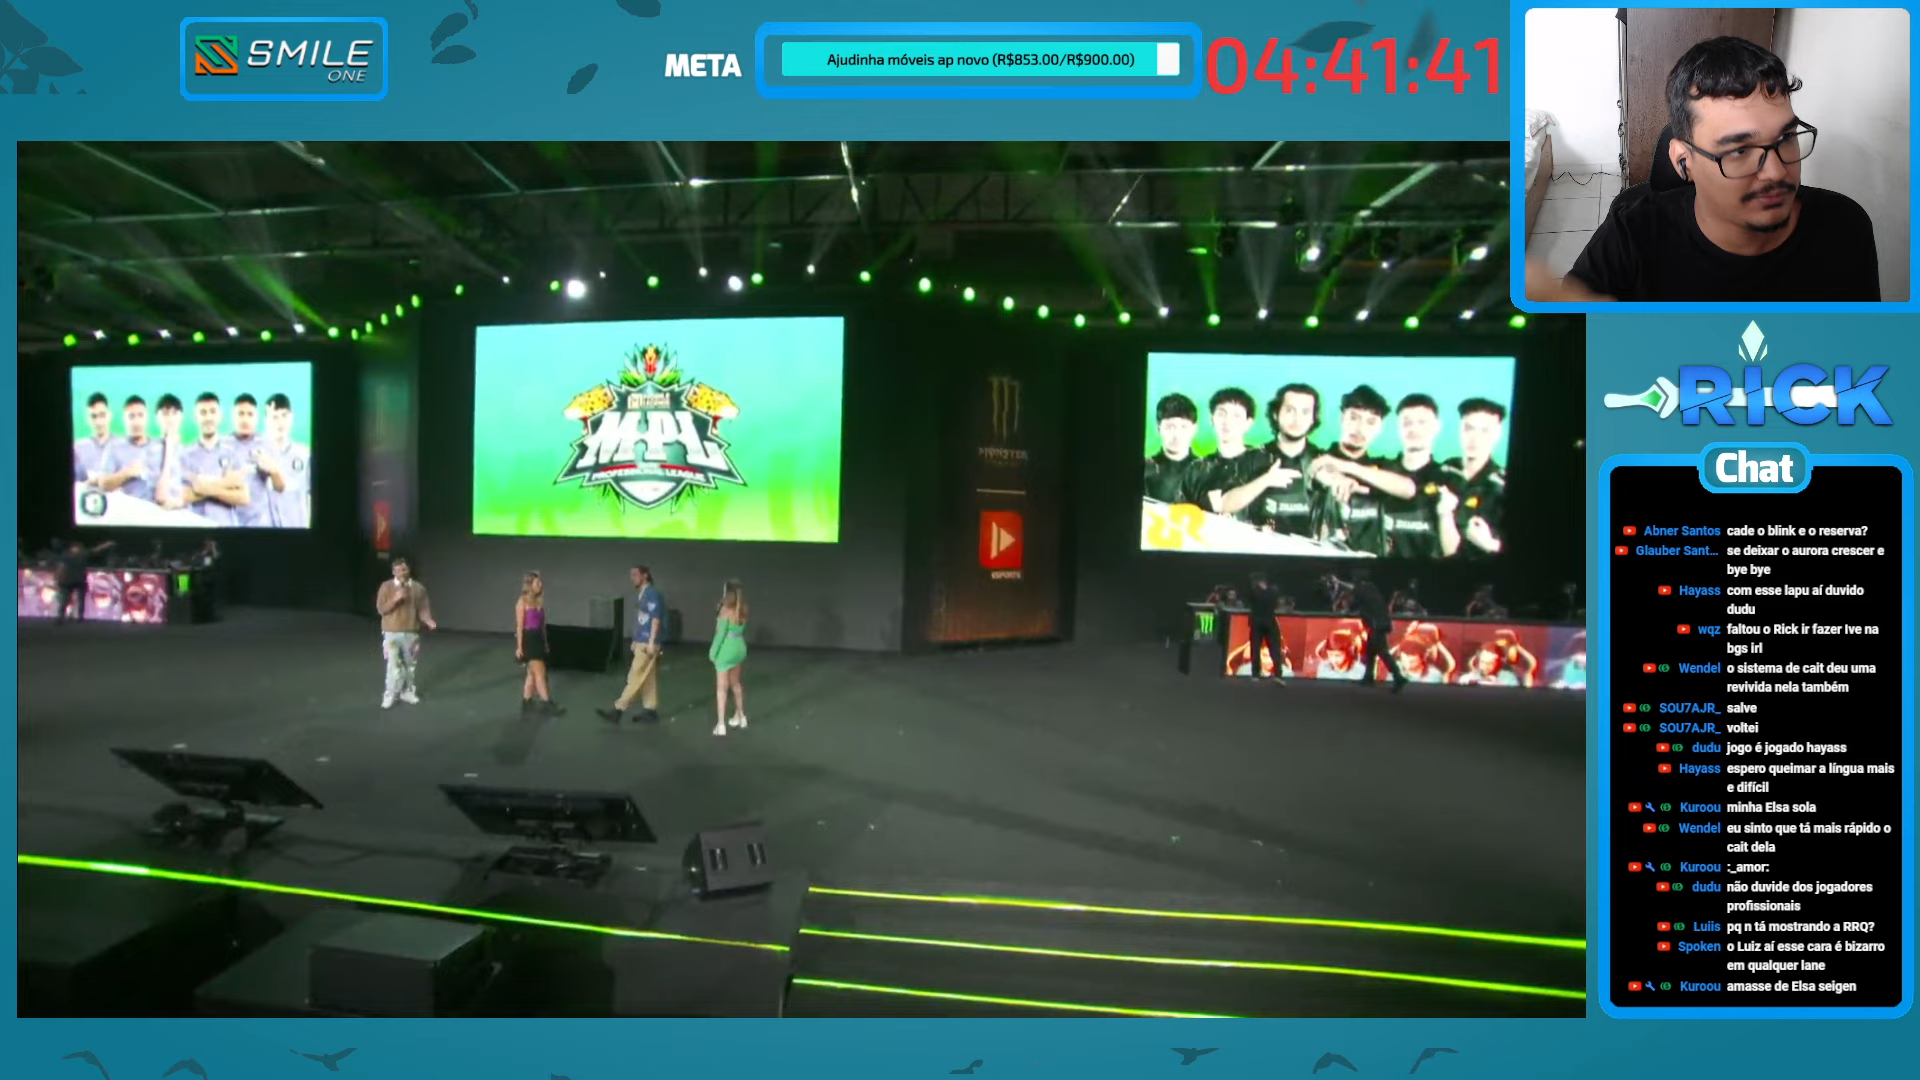 SMILE
ONE
META
Ajudinha móveis ap novo (R$853.00/R$900.00)
04:41:41
MPL
PROFESSIONAL LEAGUE
MONSTER
ESPORTS
RICK
Chat
Abner Santos cade o blink e o reserva?
Glauber Sant... se deixar o aurora crescer e
bye bye
Hayass com esse lapu aí duvido
dudu
wqz faltou o Rick ir fazer lve na
bgs irl
Wendel o sistema de cait deu uma
revivida nela também
SOU7AJR_ salve
SOU7AJR_ voltei
dudu jogo é jogado hayass
Hayass espero queimar a língua mais
e difícil
Kuroou minha Elsa sola
Wendel eu sinto que tá mais rápido o
cait dela
Kuroou :_amor:
dudu não duvide dos jogadores
profissionais
Luiis pq n tá mostrando a RRQ?
Spoken o Luiz aí esse cara é bizarro
em qualquer lane
Kuroou amasse de Elsa seigen